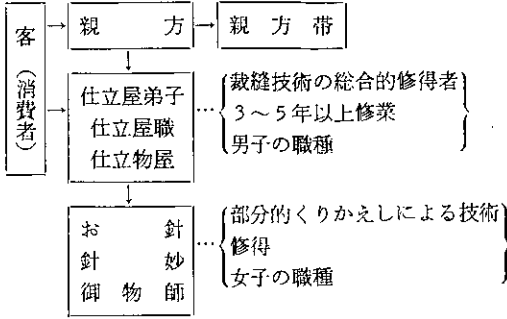 客（消費者）
親方
親方帯
仕立屋弟子
仕立屋職
仕立物屋
裁縫技術の総合的修得者
３～５年以上修業
男子の職種
お針
針妙
御物師
部分的くりかえしによる技術
修得
女子の職種